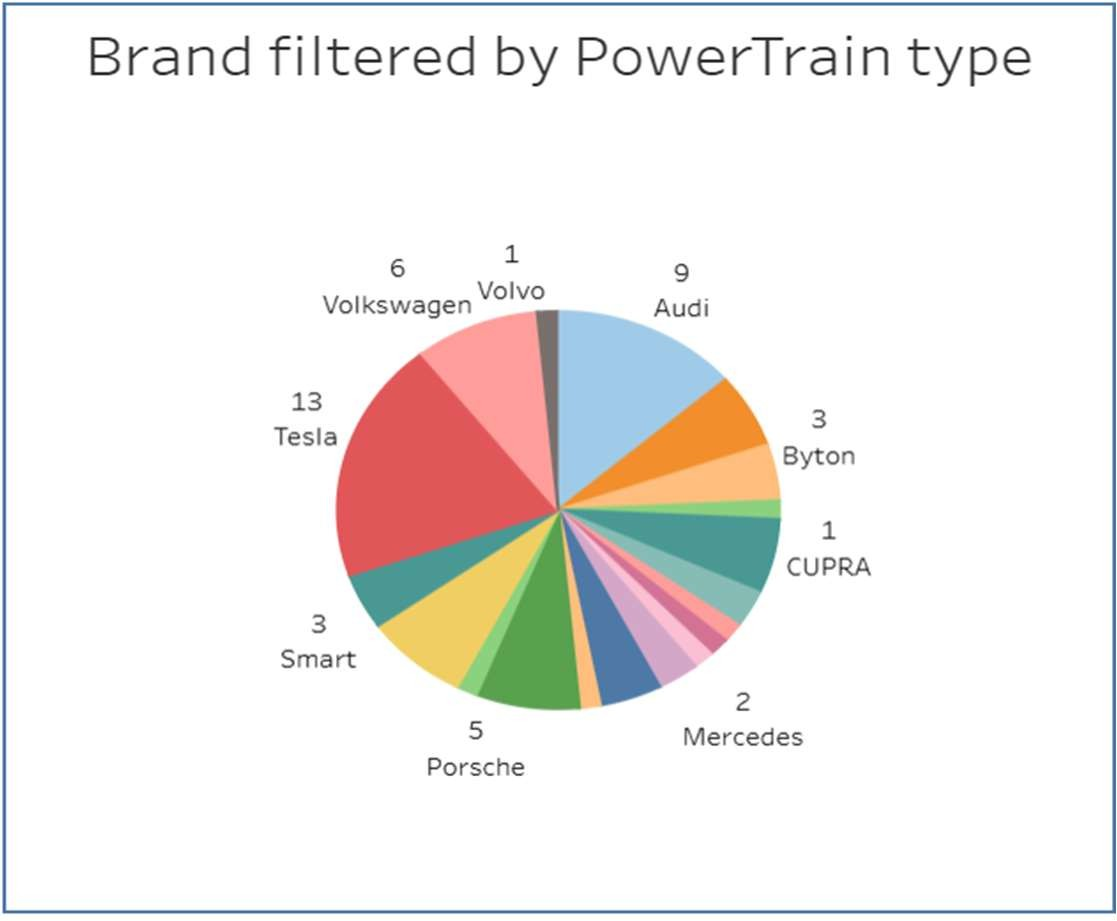 Brand filtered by PowerTrain type
1
Volvo
9
Audi
6
Volkswagen
13
Tesla
3
Byton
1
CUPRA
3
Smart
2
Mercedes
5
Porsche